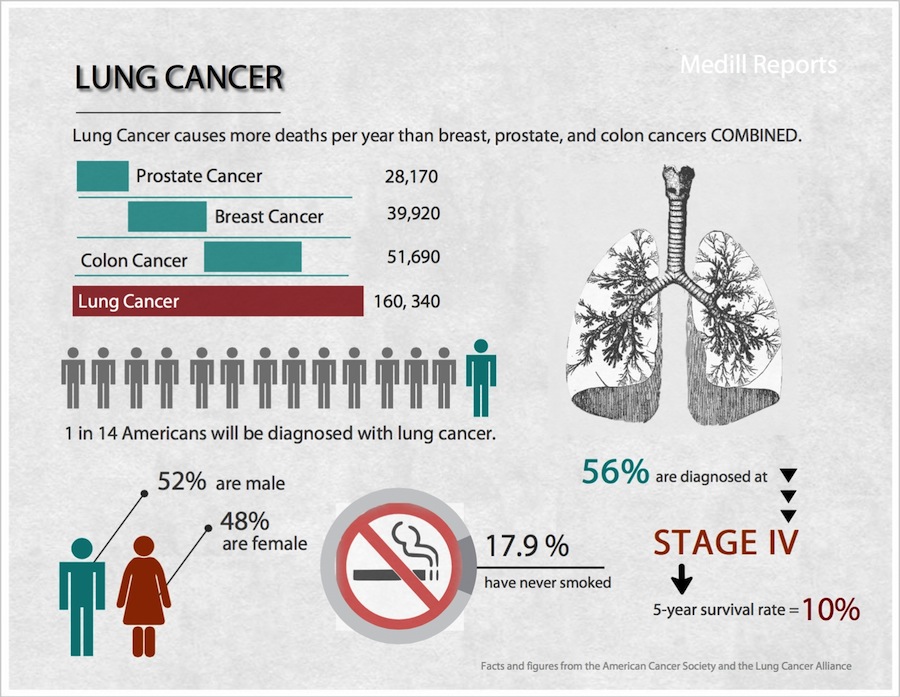 LUNG CANCER
Medill Reports
Lung Cancer causes more deaths per year than breast, prostate, and colon cancers COMBINED.
Prostate Cancer 28,170
Breast Cancer 39,920
Colon Cancer 51,690
Lung Cancer 160, 340
1 in 14 Americans will be diagnosed with lung cancer.
52% are male
48%
are female
17.9 %
have never smoked
56% are diagnosed at
STAGE IV
5-year survival rate = 10%
Facts and figures from the American Cancer Society and the Lung Cancer Alliance